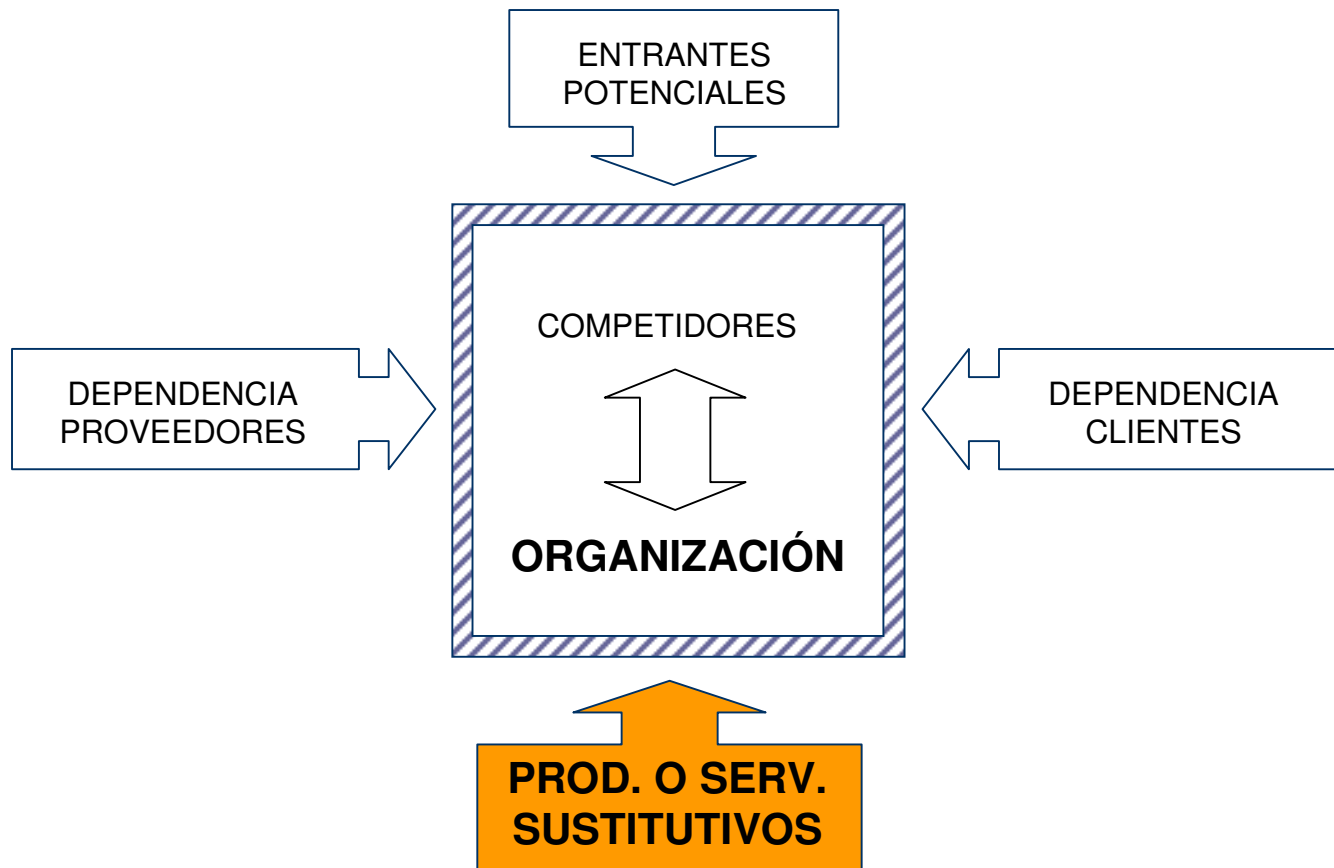 ENTRANTES
POTENCIALES
COMPETIDORES
DEPENDENCIA
PROVEEDORES
DEPENDENCIA
CLIENTES
ORGANIZACIÓN
PROD. O SERV.
SUSTITUTIVOS